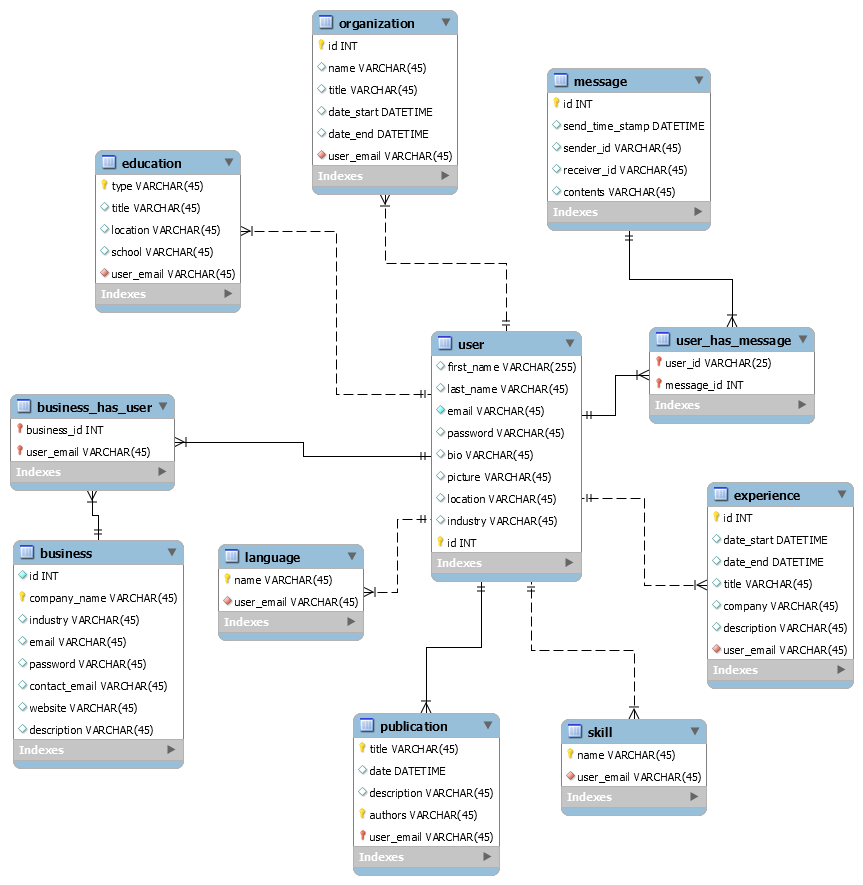 organization
id INT
name VARCHAR(45)
title VARCHAR(45)
date_start DATETIME
date_end DATETIME
user_email VARCHAR(45)
Indexes
message
id INT
send_time_stamp DATETIME
sender_id VARCHAR(45)
receiver_id VARCHAR(45)
contents VARCHAR(45)
Indexes
education
type VARCHAR(45)
title VARCHAR(45)
location VARCHAR(45)
school VARCHAR(45)
user_email VARCHAR(45)
Indexes
user
first_name VARCHAR(255)
last_name VARCHAR(45)
email VARCHAR(45)
password VARCHAR(45)
bio VARCHAR(45)
picture VARCHAR(45)
location VARCHAR(45)
industry VARCHAR(45)
id INT
Indexes
user_has_message
user_id VARCHAR(25)
message_id INT
Indexes
business_has_user
business_id INT
user_email VARCHAR(45)
Indexes
experience
id INT
date_start DATETIME
date_end DATETIME
title VARCHAR(45)
company VARCHAR(45)
description VARCHAR(45)
user_email VARCHAR(45)
Indexes
business
id INT
company_name VARCHAR(45)
industry VARCHAR(45)
email VARCHAR(45)
password VARCHAR(45)
contact_email VARCHAR(45)
website VARCHAR(45)
description VARCHAR(45)
Indexes
language
name VARCHAR(45)
user_email VARCHAR(45)
Indexes
publication
title VARCHAR(45)
date DATETIME
description VARCHAR(45)
authors VARCHAR(45)
user_email VARCHAR(45)
Indexes
skill
name VARCHAR(45)
user_email VARCHAR(45)
Indexes